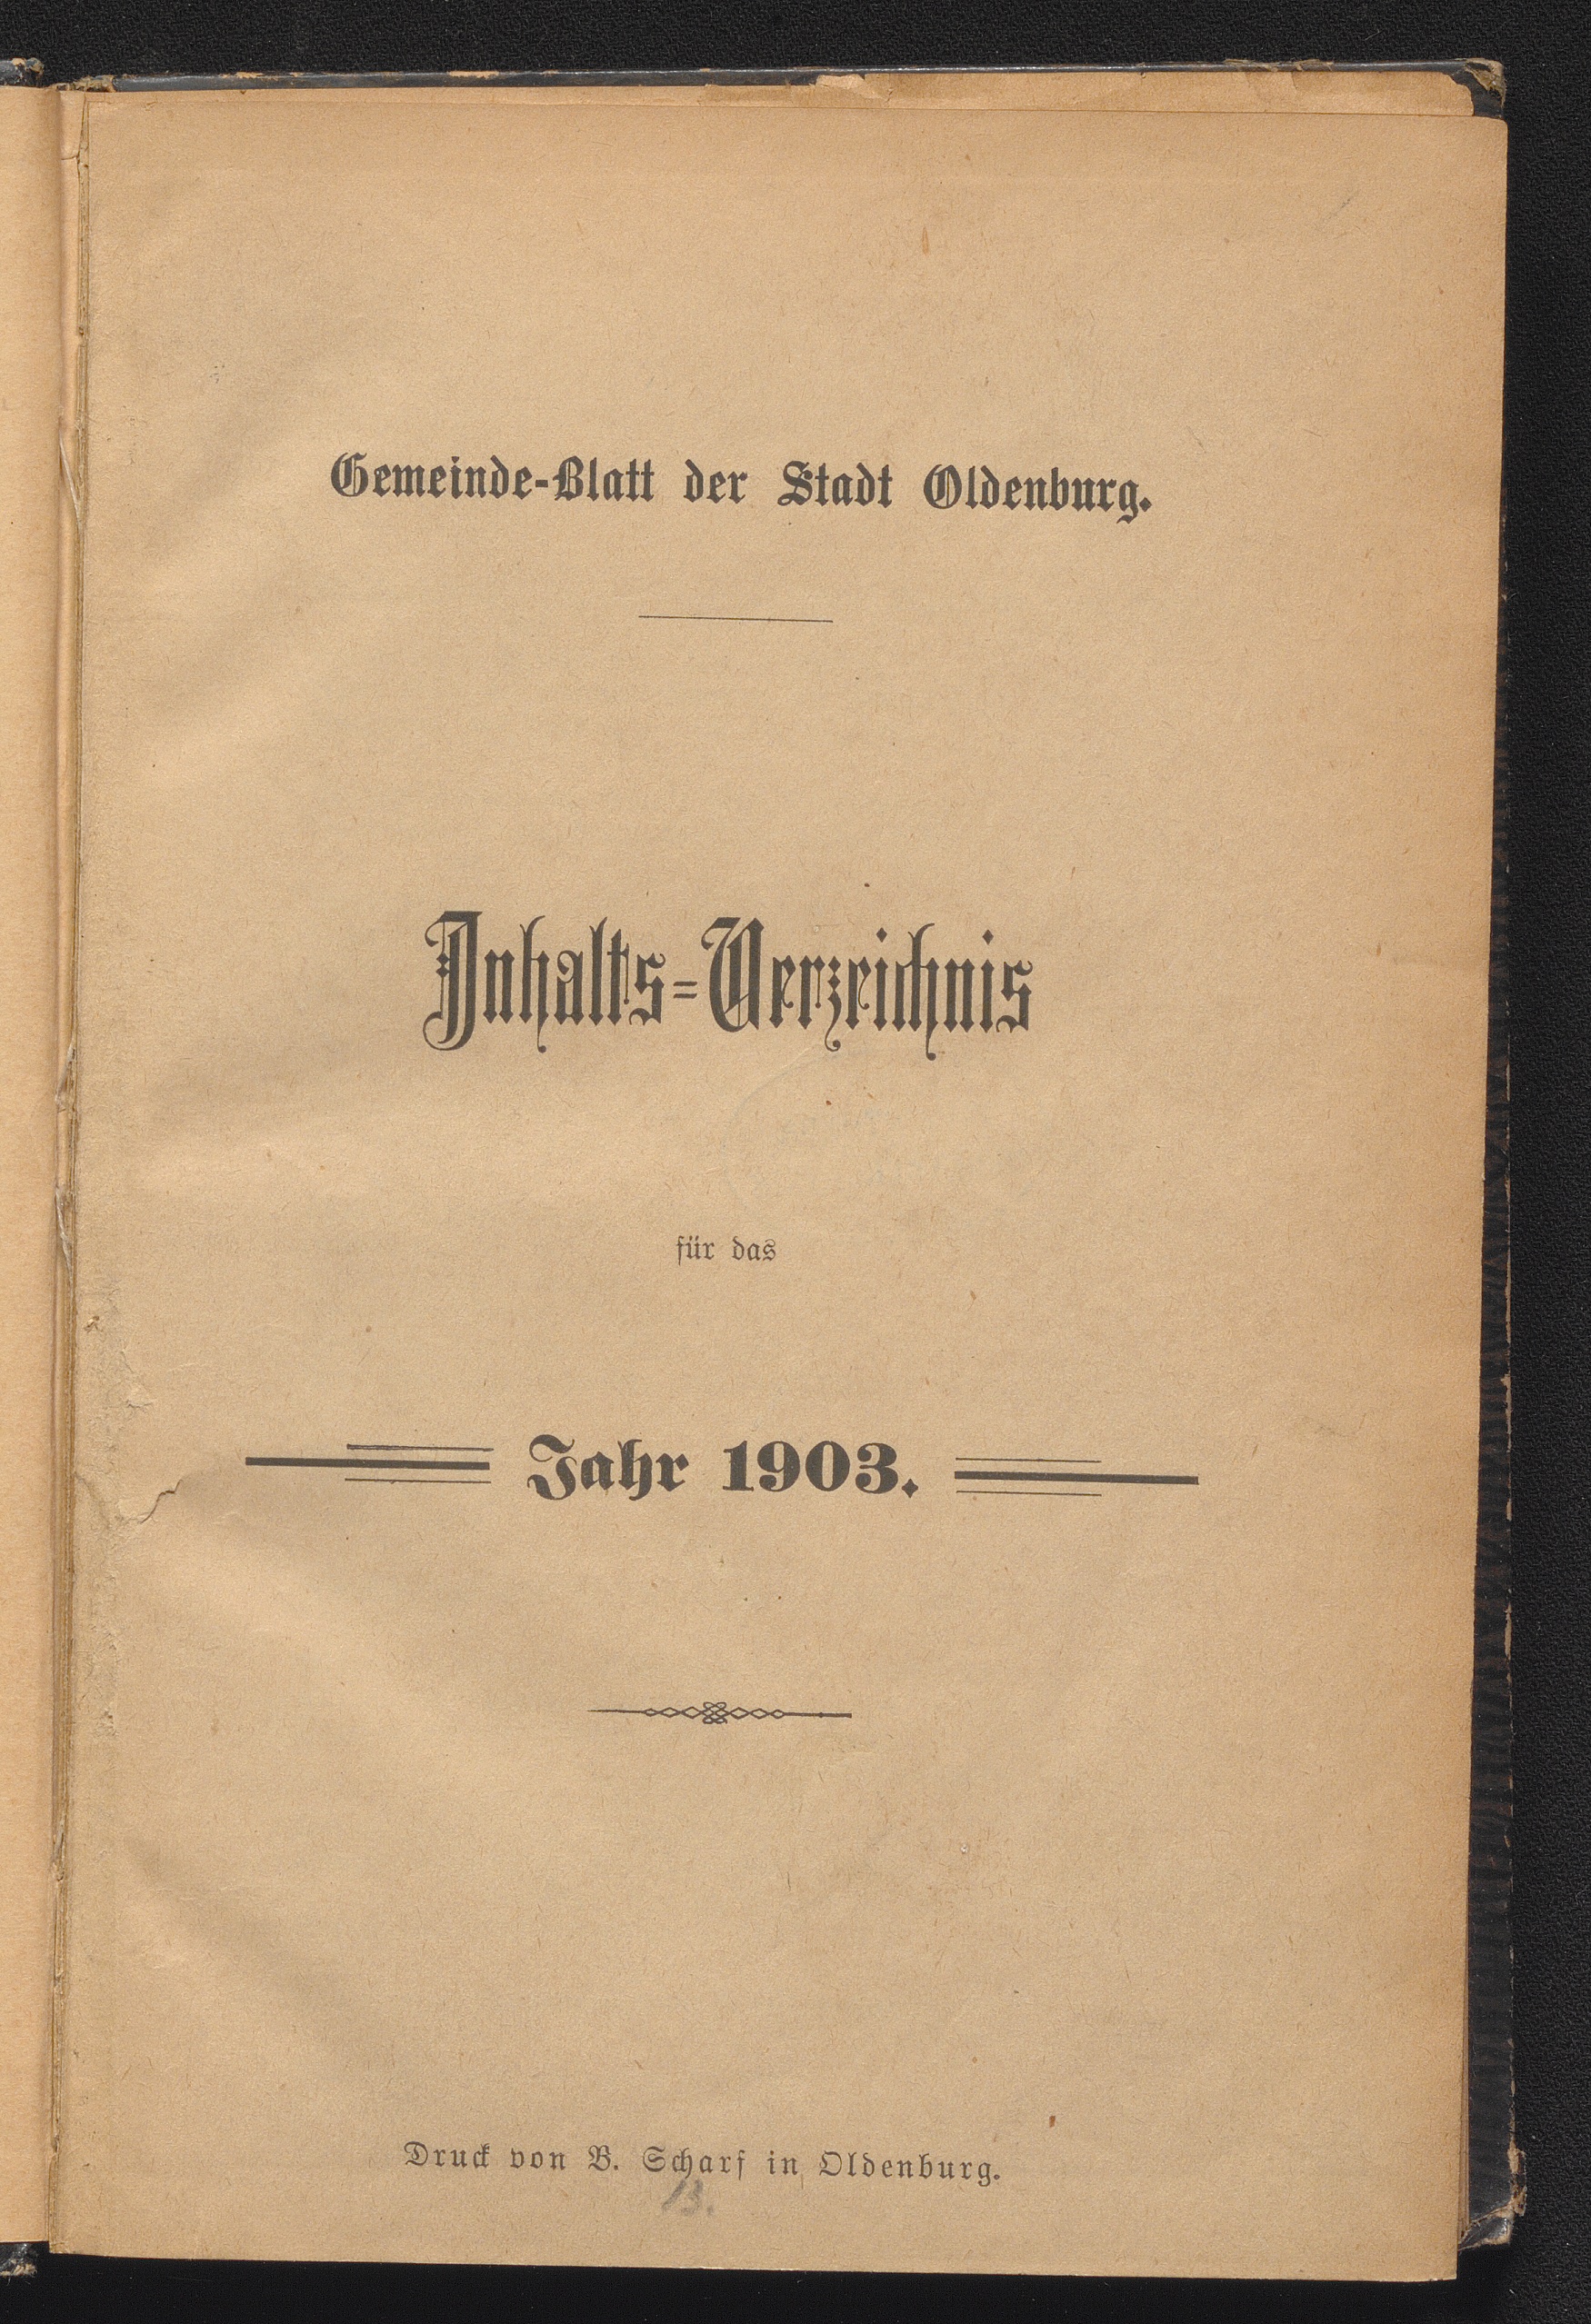 Gemeinde-Blatt der Stadt Oldenburg.
Inhalts-Verzeichnis
für das
Jahr 1903.
Druck von B. Scharf in Oldenburg.
13.